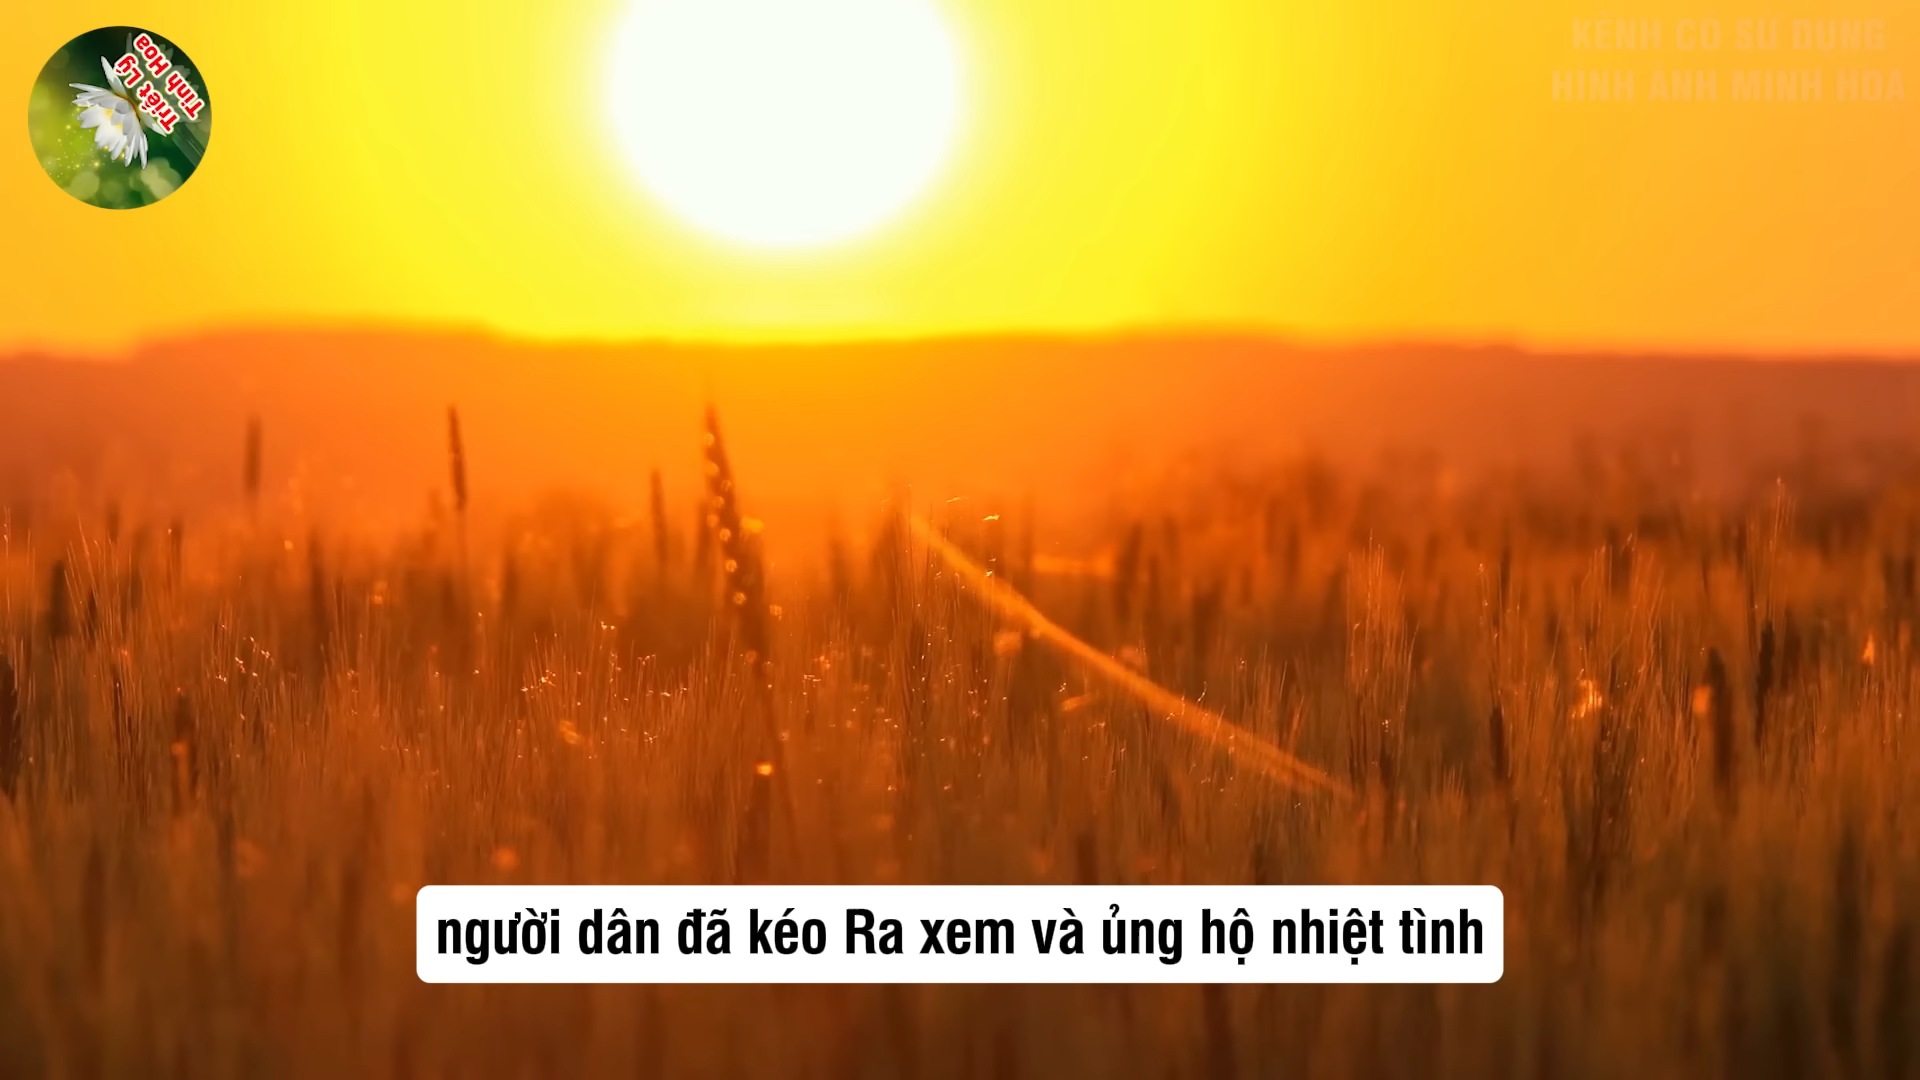 Triết Lý
Tinh Hoa
KÊNH CÓ SỬ DỤNG
HÌNH ẢNH MINH HỌA
người dân đã kéo Ra xem và ủng hộ nhiệt tình